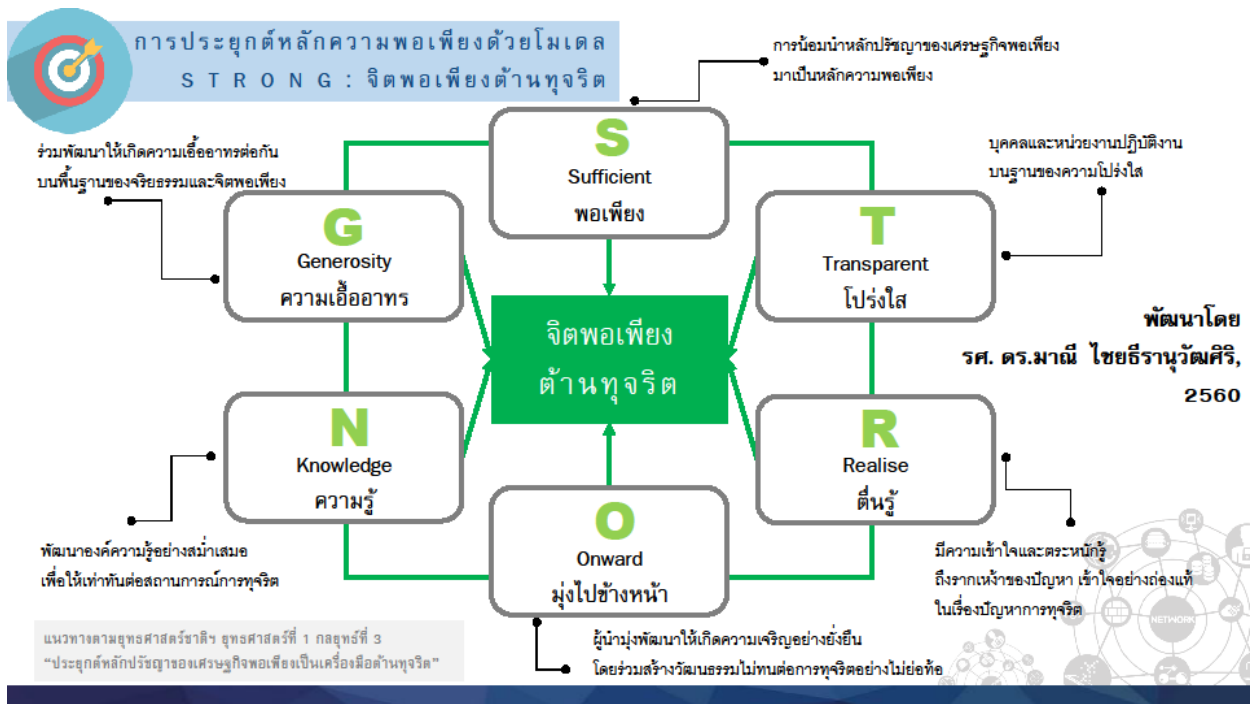 การประยุกต์หลักความพอเพียงด้วยโมเดล
S T R O N G : จิตพอเพียงต้านทุจริต
การน้อมนำหลักปรัชญาของเศรษฐกิจพอเพียง
มาเป็นหลักความพอเพียง
S
Sufficient
พอเพียง
บุคคลและหน่วยงานปฏิบัติงาน
บนฐานของความโปร่งใส
T
Transparent
โปร่งใส
ร่วมพัฒนาให้เกิดความเอื้ออาทรต่อกัน
บนพื้นฐานของจริยธรรมและจิตพอเพียง
G
Generosity
ความเอื้ออาทร
จิตพอเพียง
ต้านทุจริต
พัฒนาโดย
รศ. ดร.มาณี ไชยธีรานุวัฒศิริ,
2560
N
Knowledge
ความรู้
R
Realise
ตื่นรู้
O
Onward
มุ่งไปข้างหน้า
พัฒนาองค์ความรู้อย่างสม่ำเสมอ
เพื่อให้เท่าทันต่อสถานการณ์การทุจริต
มีความเข้าใจและตระหนักรู้
ถึงรากเหง้าของปัญหา เข้าใจอย่างถ่องแท้
ในเรื่องปัญหาการทุจริต
NETWORK
ผู้นำมุ่งพัฒนาให้เกิดความเจริญอย่างยั่งยืน
โดยร่วมสร้างวัฒนธรรมไม่ทนต่อการทุจริตอย่างไม่ย่อท้อ
แนวทางตามยุทธศาสตร์ชาติฯ ยุทธศาสตร์ที่ 1 กลยุทธ์ที่ 3
“ประยุกต์หลักปรัชญาของเศรษฐกิจพอเพียงเป็นเครื่องมือต้านทุจริต”